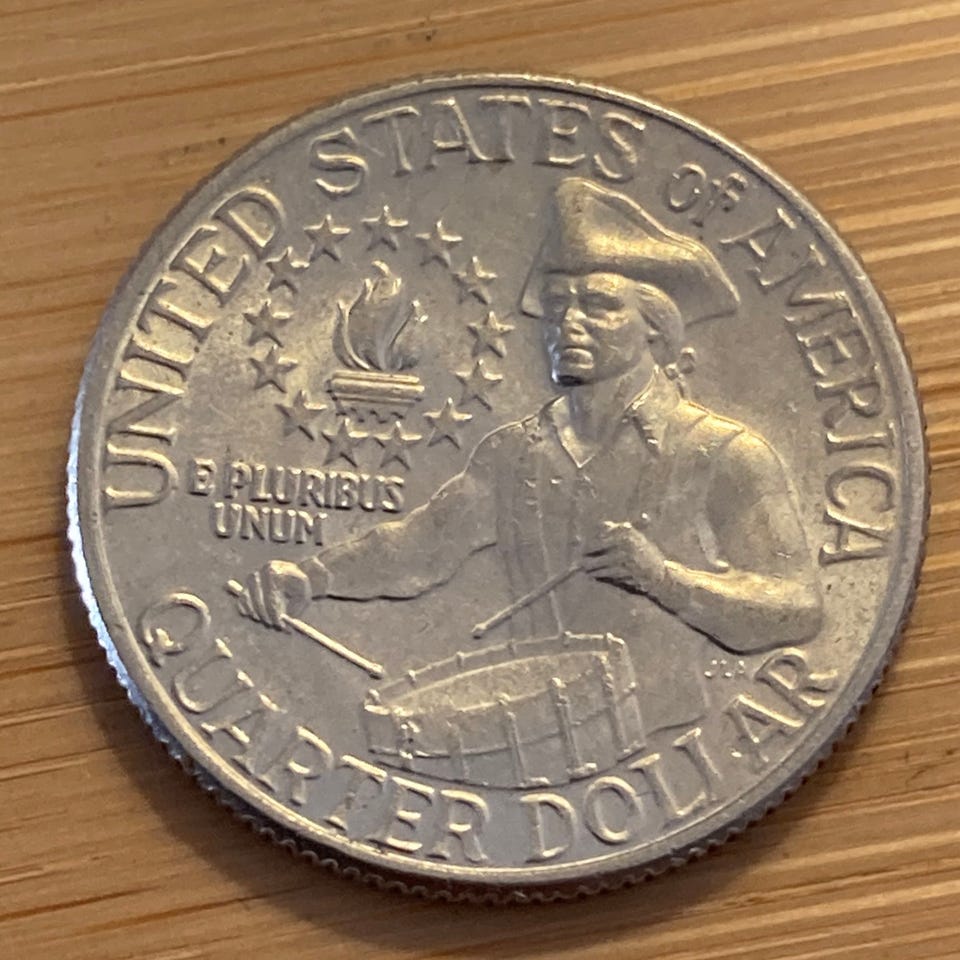 UNITED STATES of AMERICA
E PLURIBUS
UNUM
QUARTER DOLLAR